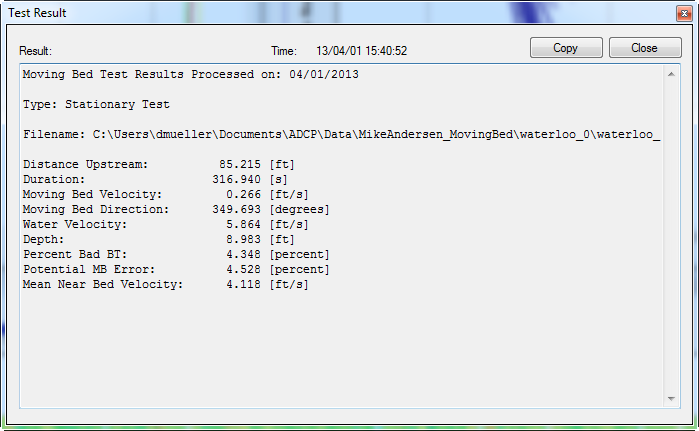 Test Result
Result: Time: 13/04/01 15:40:52 Copy Close
Moving Bed Test Results Processed on: 04/01/2013
Type: Stationary Test
Filename: C:\Users\dmueller\Documents\ADCP\Data\MikeAndersen_MovingBed\waterloo_0\waterloo_
Distance Upstream: 85.215 [ft]
Duration: 316.940 [s]
Moving Bed Velocity: 0.266 [ft/s]
Moving Bed Direction: 349.693 [degrees]
Water Velocity: 5.864 [ft/s]
Depth: 8.983 [ft]
Percent Bad BT: 4.348 [percent]
Potential MB Error: 4.528 [percent]
Mean Near Bed Velocity: 4.118 [ft/s]